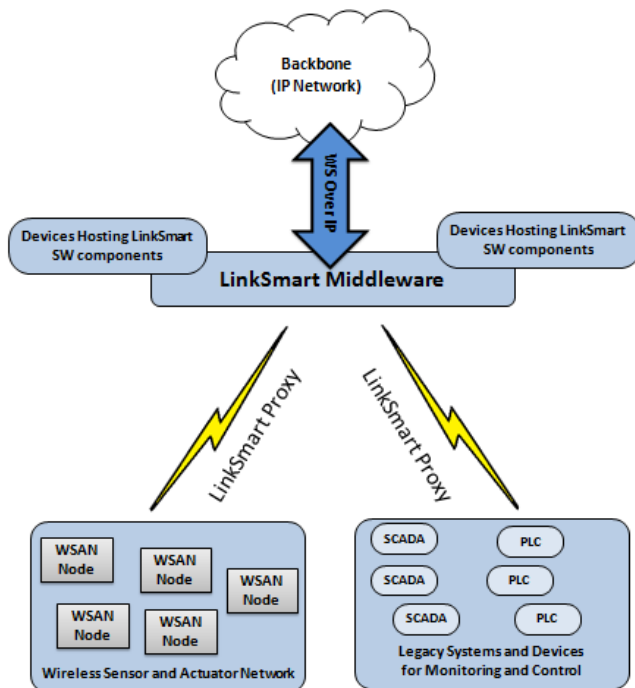 Backbone
(IP Network)
WS Over IP
Devices Hosting LinkSmart
SW components
Devices Hosting LinkSmart
SW components
LinkSmart Middleware
LinkSmart Proxy
LinkSmart Proxy
WSAN
Node
WSAN
Node
WSAN
Node
WSAN
Node
WSAN
Node
Wireless Sensor and Actuator Network
SCADA
PLC
SCADA
PLC
SCADA
PLC
Legacy Systems and Devices
for Monitoring and Control